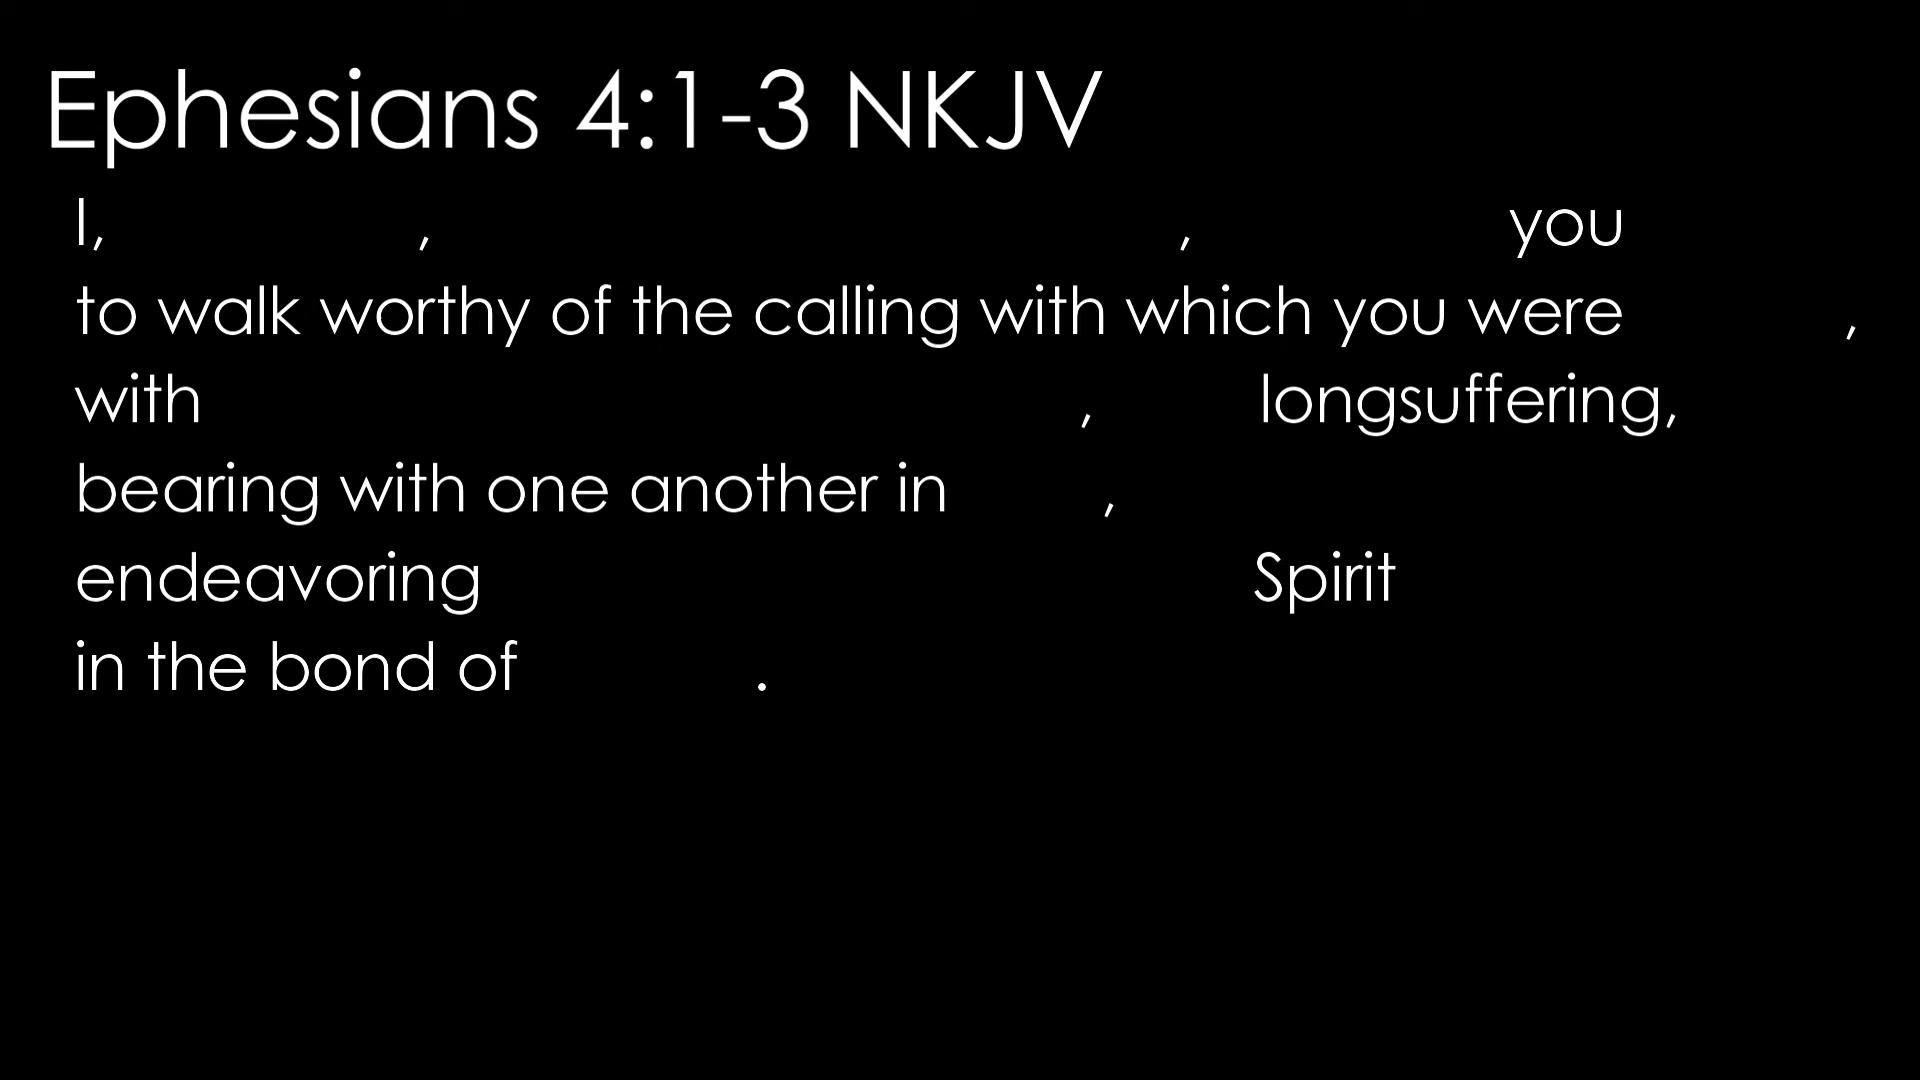 Ephesians 4:1-3 NKJV
I, , , you
to walk worthy of the calling with which you were ,
with , longsuffering,
bearing with one another in ,
endeavoring Spirit
in the bond of .